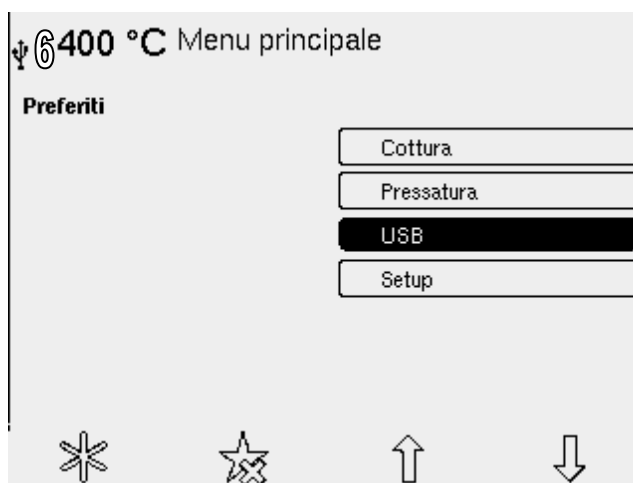 6400 °C Menu principale
Preferiti
Cottura
Pressatura
USB
Setup